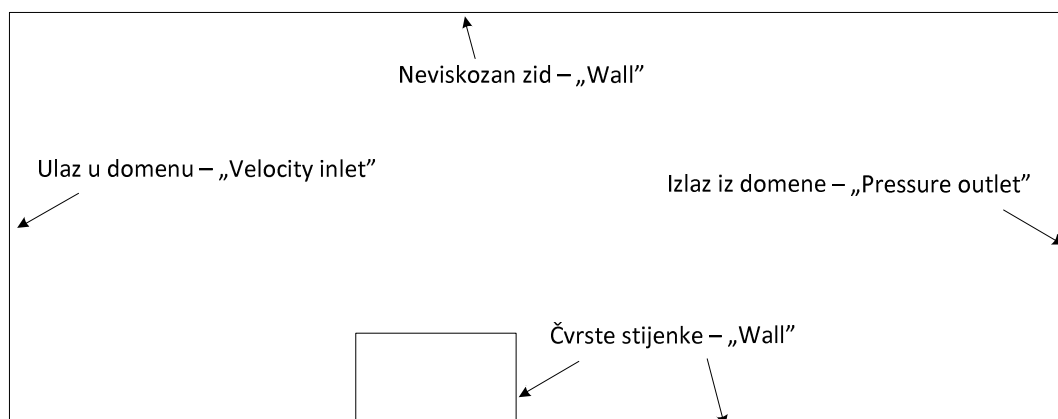 Neviskozan zid – „Wall”
Ulaz u domenu – „Velocity inlet”
Izlaz iz domene – „Pressure outlet”
Čvrste stijenke – „Wall”